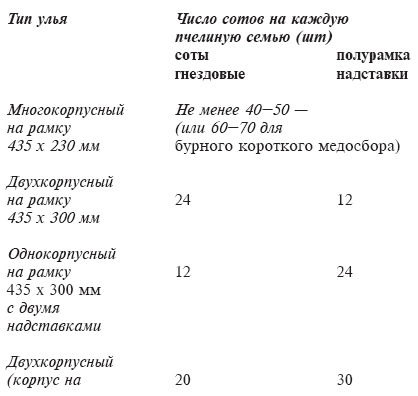 Тип улья Число сотов на каждую
пчелиную семью (шт)
соты полурамка
гнездовые надставки
Многокорпусный Не менее 40—50 —
на рамку (или 60—70 для
435 х 230 мм бурного короткого медосбора)
Двухкорпусный
на рамку 24 12
435 х 300 мм
Однокорпусный
на рамку 12 24
435 х 300 мм
с двумя
надставками
Двухкорпусный
(корпус на 20 30